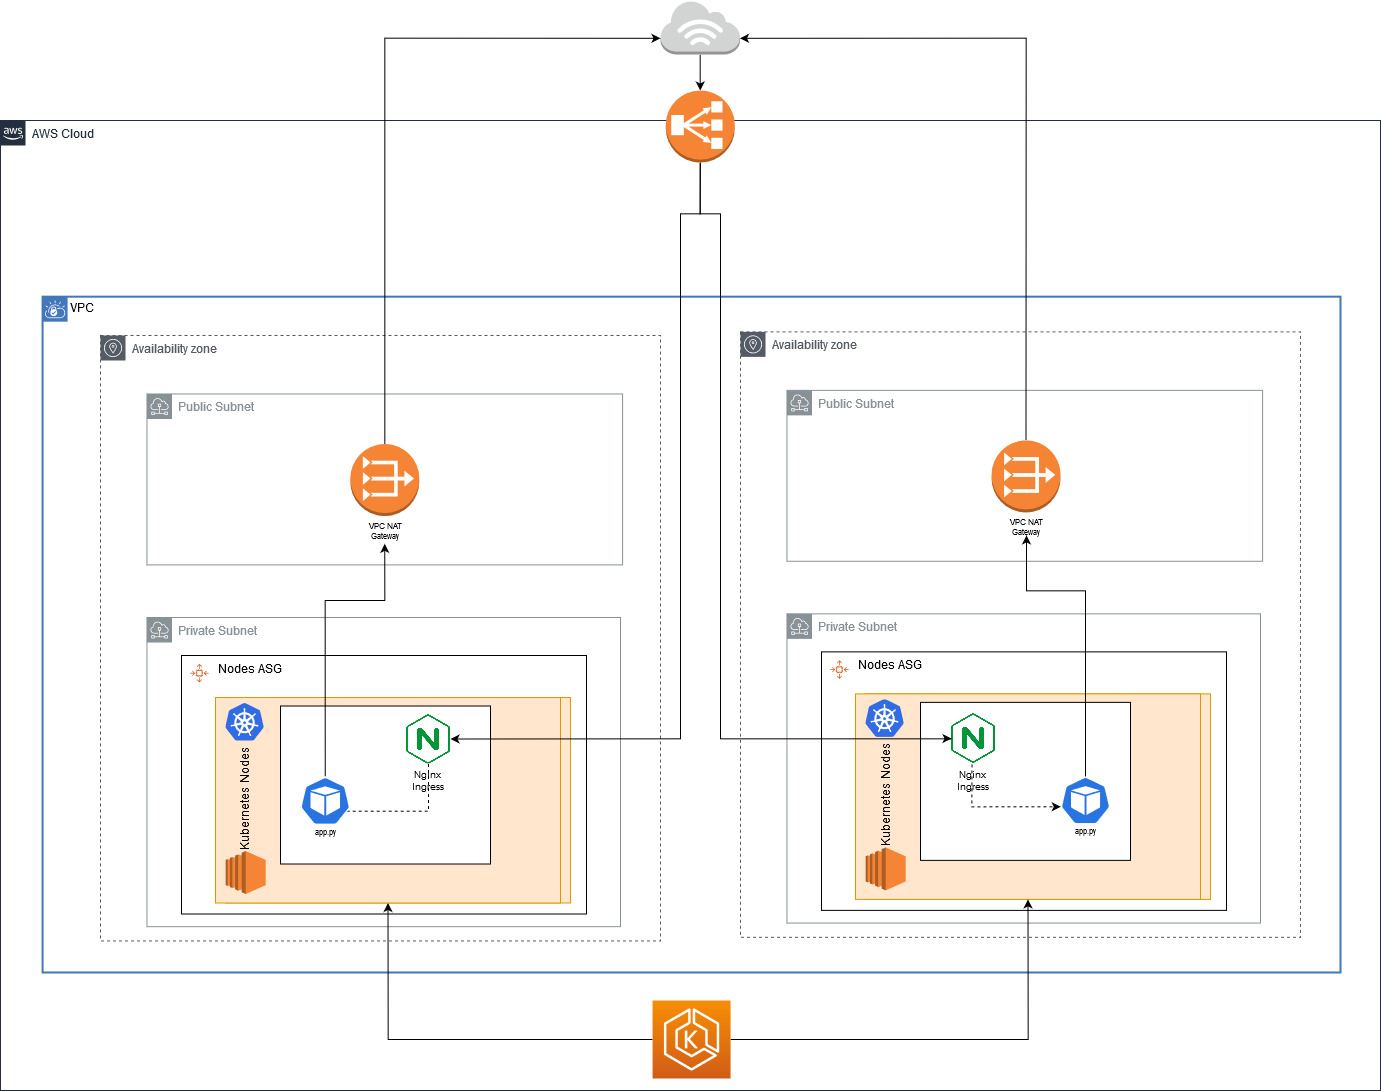 aws
AWS Cloud
VPC
Availability zone
Availability zone
Public Subnet
Public Subnet
VPC NAT
Gateway
VPC NAT
Gateway
Private Subnet
Private Subnet
Nodes ASG
Nodes ASG
Kubernetes Nodes
N
Nginx
Ingress
app.py
Kubernetes Nodes
N
Nginx
Ingress
app.py
K